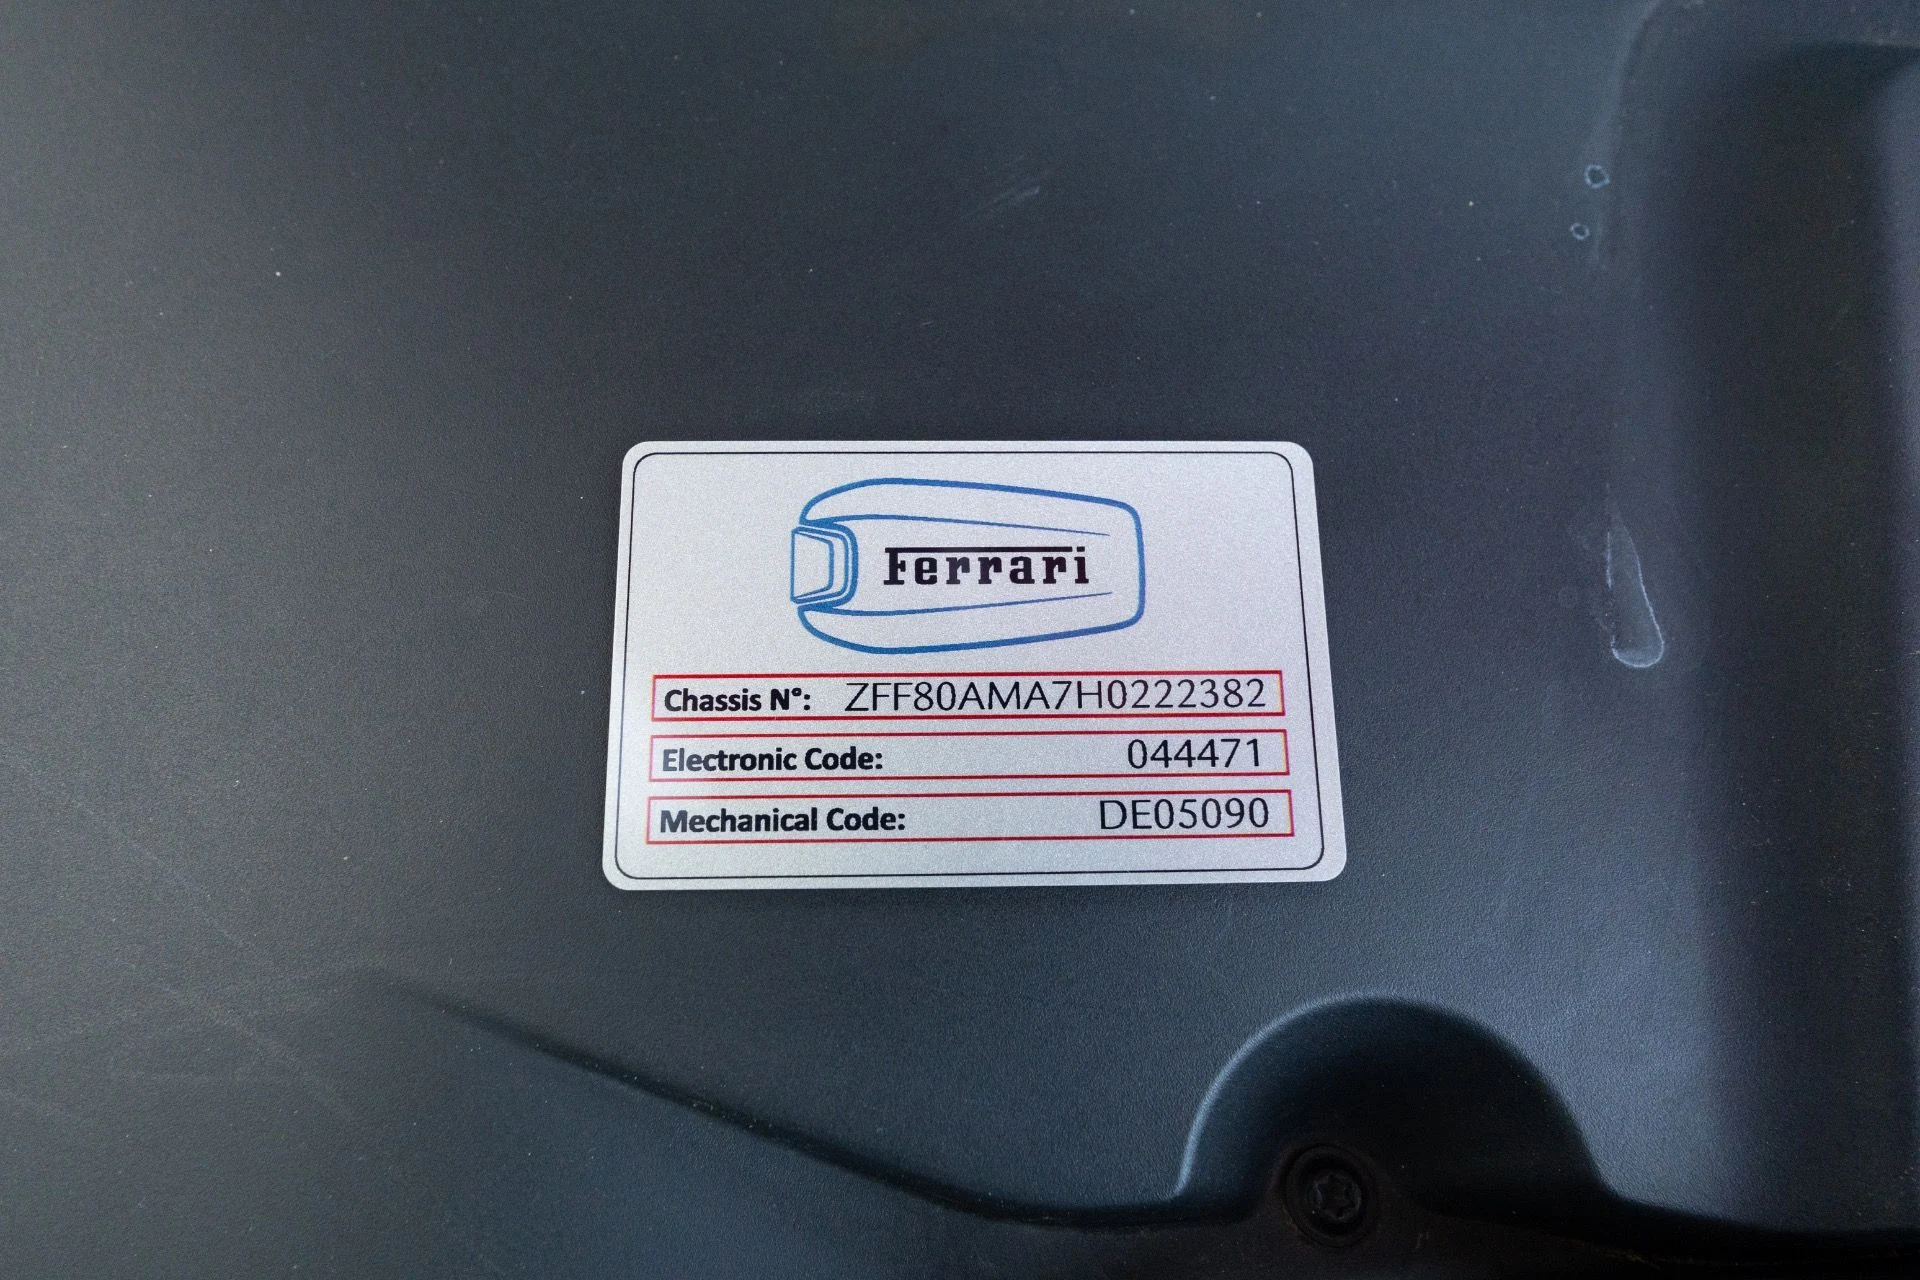 Ferrari
Chassis N°: ZFF80AMA7H0222382
Electronic Code: 044471
Mechanical Code: DE05090